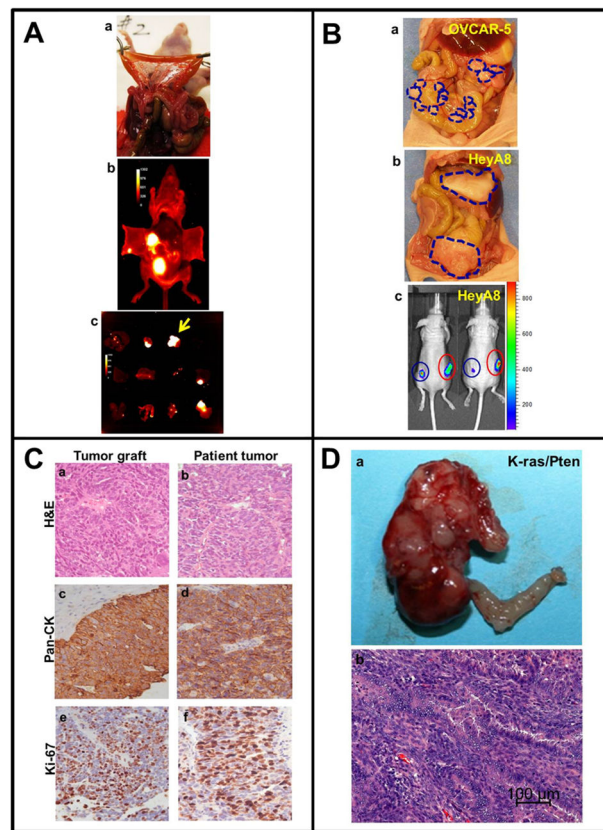 A
a
b
c
B
a
OVCAR-5
b
HeyA8
c
HeyA8
800
600
400
200
C
Tumor graft
Patient tumor
H&E
a
b
Pan-CK
c
d
Ki-67
e
f
D
a
K-ras/Pten
b
100 µm